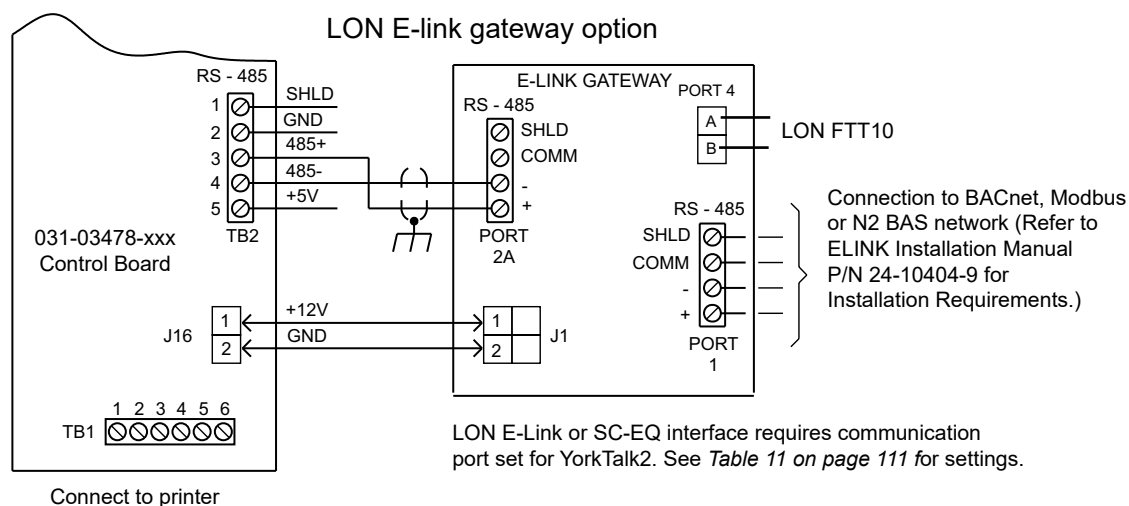 LON E-link gateway option
RS - 485
1
2
3
4
5
SHLD
GND
485+
485-
+5V
TB2
031-03478-xxx
Control Board
J16
1
2
+12V
GND
1
2
J1
1 2 3 4 5 6
TB1
Connect to printer
E-LINK GATEWAY
RS - 485
SHLD
COMM
-
+
PORT
2A
PORT 4
A
B
LON FTT10
RS - 485
SHLD
COMM
-
+
PORT
1
Connection to BACnet, Modbus
or N2 BAS network (Refer to
ELINK Installation Manual
P/N 24-10404-9 for
Installation Requirements.)
LON E-Link or SC-EQ interface requires communication
port set for YorkTalk2. See Table 11 on page 111 for settings.